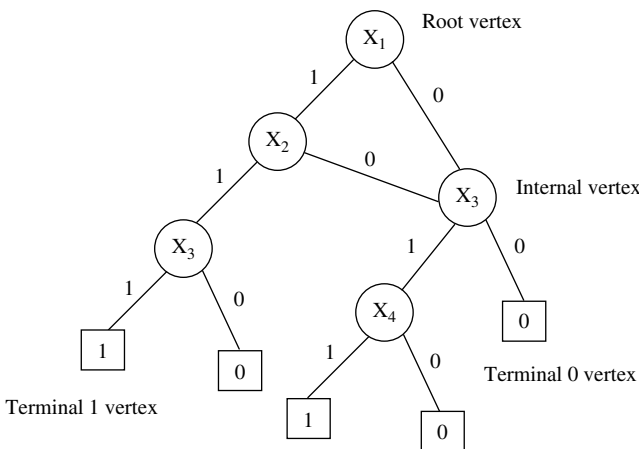 Root vertex
X1
1
0
X2
0
1
X3
Internal vertex
X3
1
0
1
0
X4
0
1
1
0
Terminal 0 vertex
0
Terminal 1 vertex
1
0